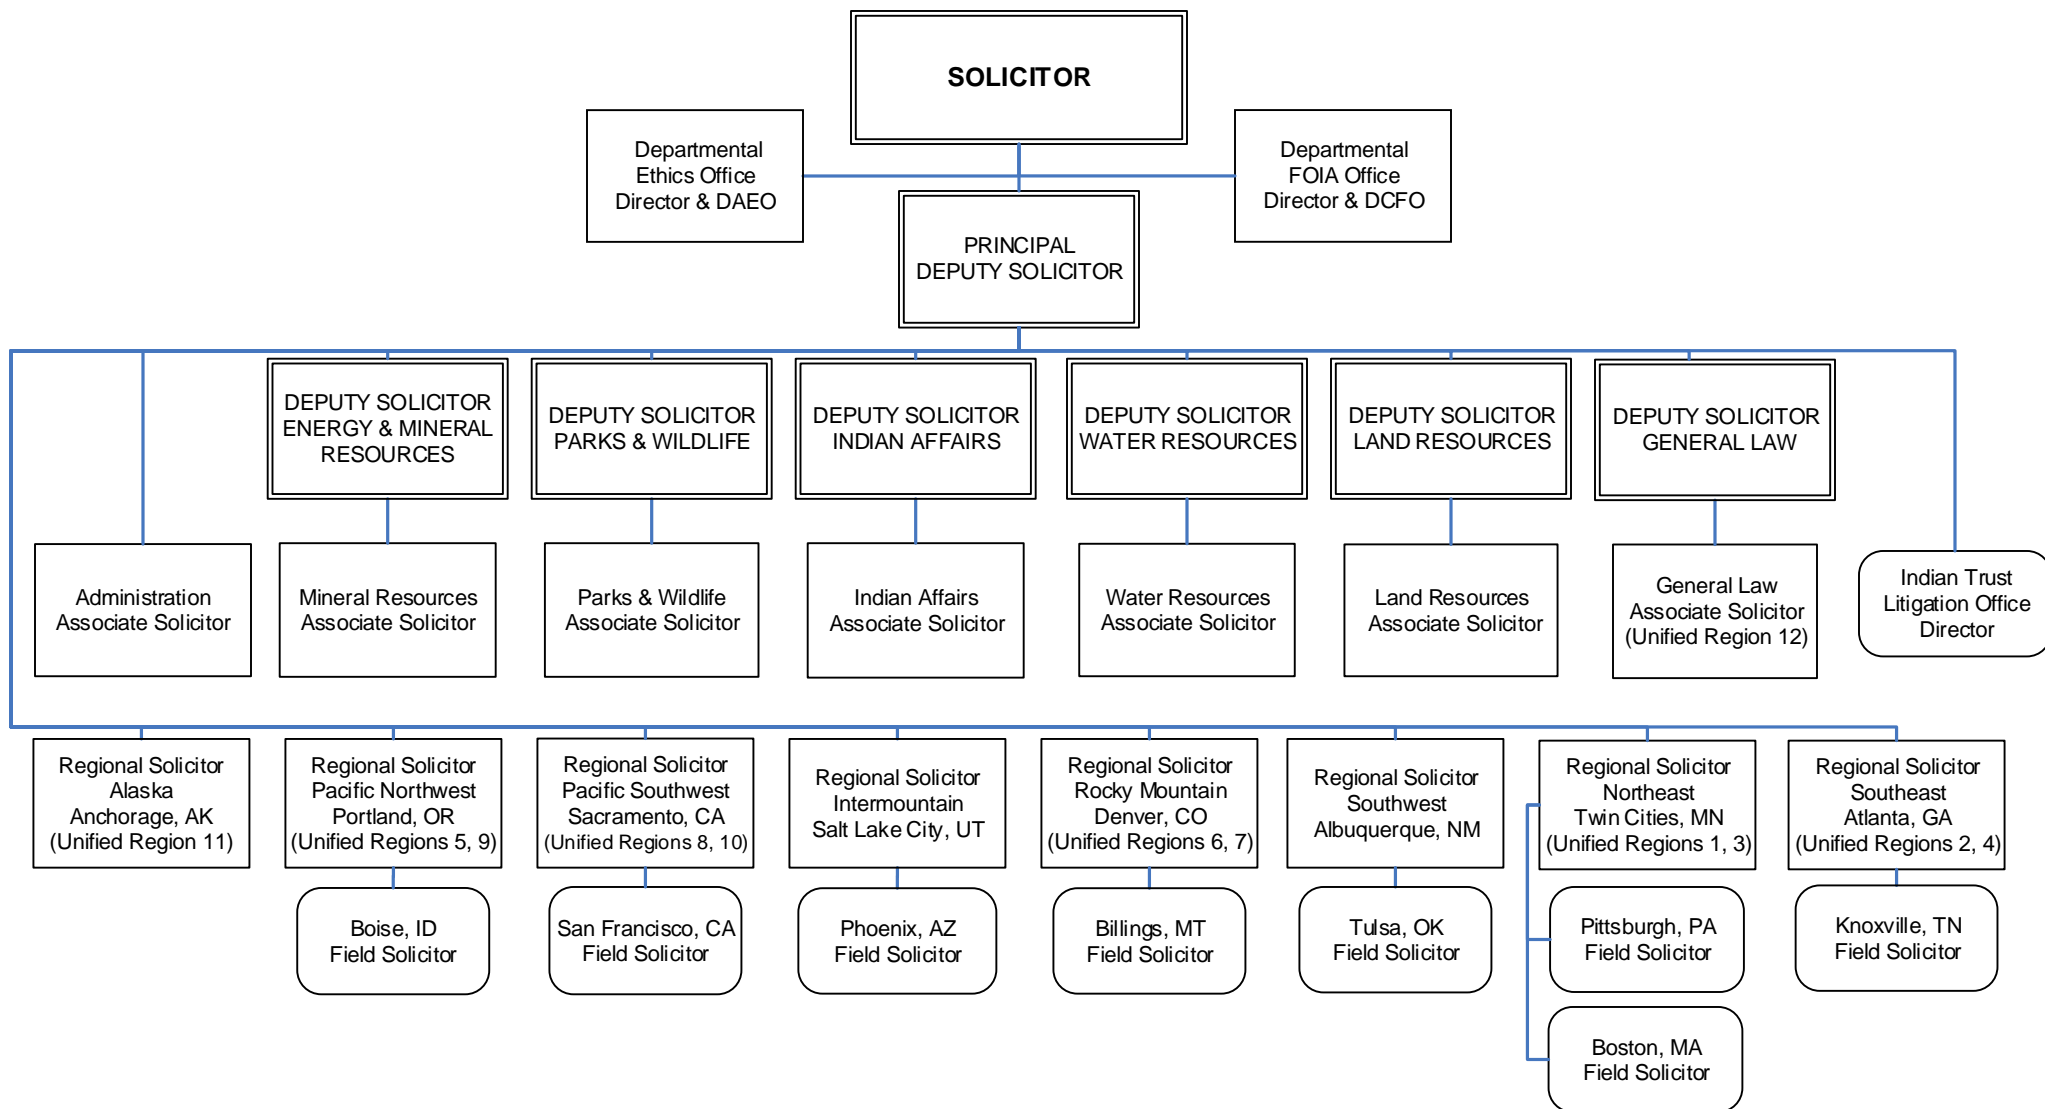 SOLICITOR
Departmental
Ethics Office
Director & DAEO
Departmental
FOIA Office
Director & DCFO
PRINCIPAL
DEPUTY SOLICITOR
DEPUTY SOLICITOR
ENERGY & MINERAL
RESOURCES
DEPUTY SOLICITOR
PARKS & WILDLIFE
DEPUTY SOLICITOR
INDIAN AFFAIRS
DEPUTY SOLICITOR
WATER RESOURCES
DEPUTY SOLICITOR
LAND RESOURCES
DEPUTY SOLICITOR
GENERAL LAW
Administration
Associate Solicitor
Mineral Resources
Associate Solicitor
Parks & Wildlife
Associate Solicitor
Indian Affairs
Associate Solicitor
Water Resources
Associate Solicitor
Land Resources
Associate Solicitor
General Law
Associate Solicitor
(Unified Region 12)
Indian Trust
Litigation Office
Director
Regional Solicitor
Alaska
Anchorage, AK
(Unified Region 11)
Regional Solicitor
Pacific Northwest
Portland, OR
(Unified Regions 5, 9)
Regional Solicitor
Pacific Southwest
Sacramento, CA
(Unified Regions 8, 10)
Regional Solicitor
Intermountain
Salt Lake City, UT
Regional Solicitor
Rocky Mountain
Denver, CO
(Unified Regions 6, 7)
Regional Solicitor
Southwest
Albuquerque, NM
Regional Solicitor
Northeast
Twin Cities, MN
(Unified Regions 1, 3)
Regional Solicitor
Southeast
Atlanta, GA
(Unified Regions 2, 4)
Boise, ID
Field Solicitor
San Francisco, CA
Field Solicitor
Phoenix, AZ
Field Solicitor
Billings, MT
Field Solicitor
Tulsa, OK
Field Solicitor
Pittsburgh, PA
Field Solicitor
Knoxville, TN
Field Solicitor
Boston, MA
Field Solicitor